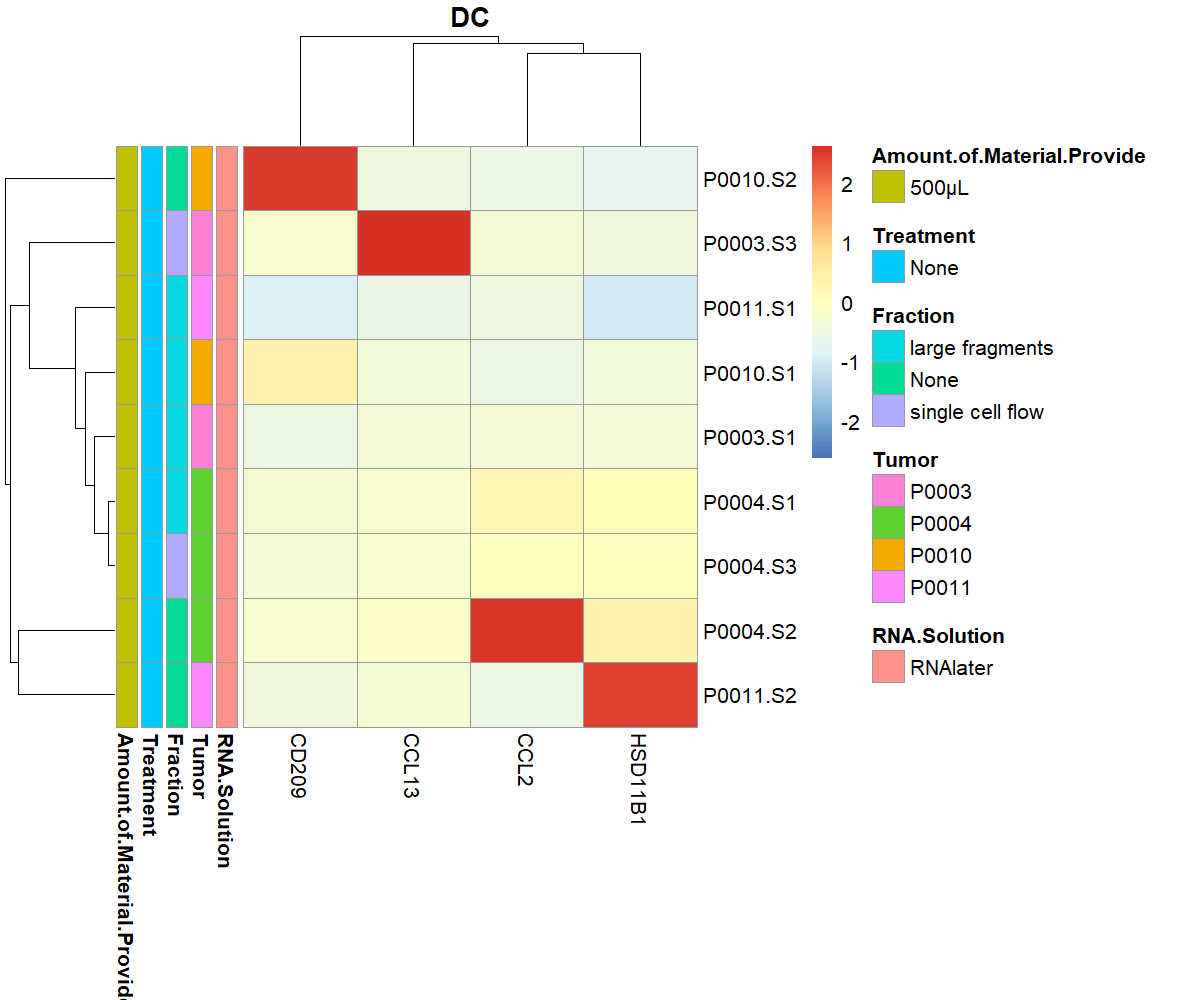 DC
P0010.S2
P0003.S3
P0011.S1
P0010.S1
P0003.S1
P0004.S1
P0004.S3
P0004.S2
P0011.S2
Amount.of.Material.Provide
Treatment
Fraction
Tumor
RNA.Solution
CD209
CCL13
CCL2
HSD11B1
2
1
0
-1
-2
Amount.of.Material.Provide
500µL
Treatment
None
Fraction
large fragments
None
single cell flow
Tumor
P0003
P0004
P0010
P0011
RNA.Solution
RNAlater